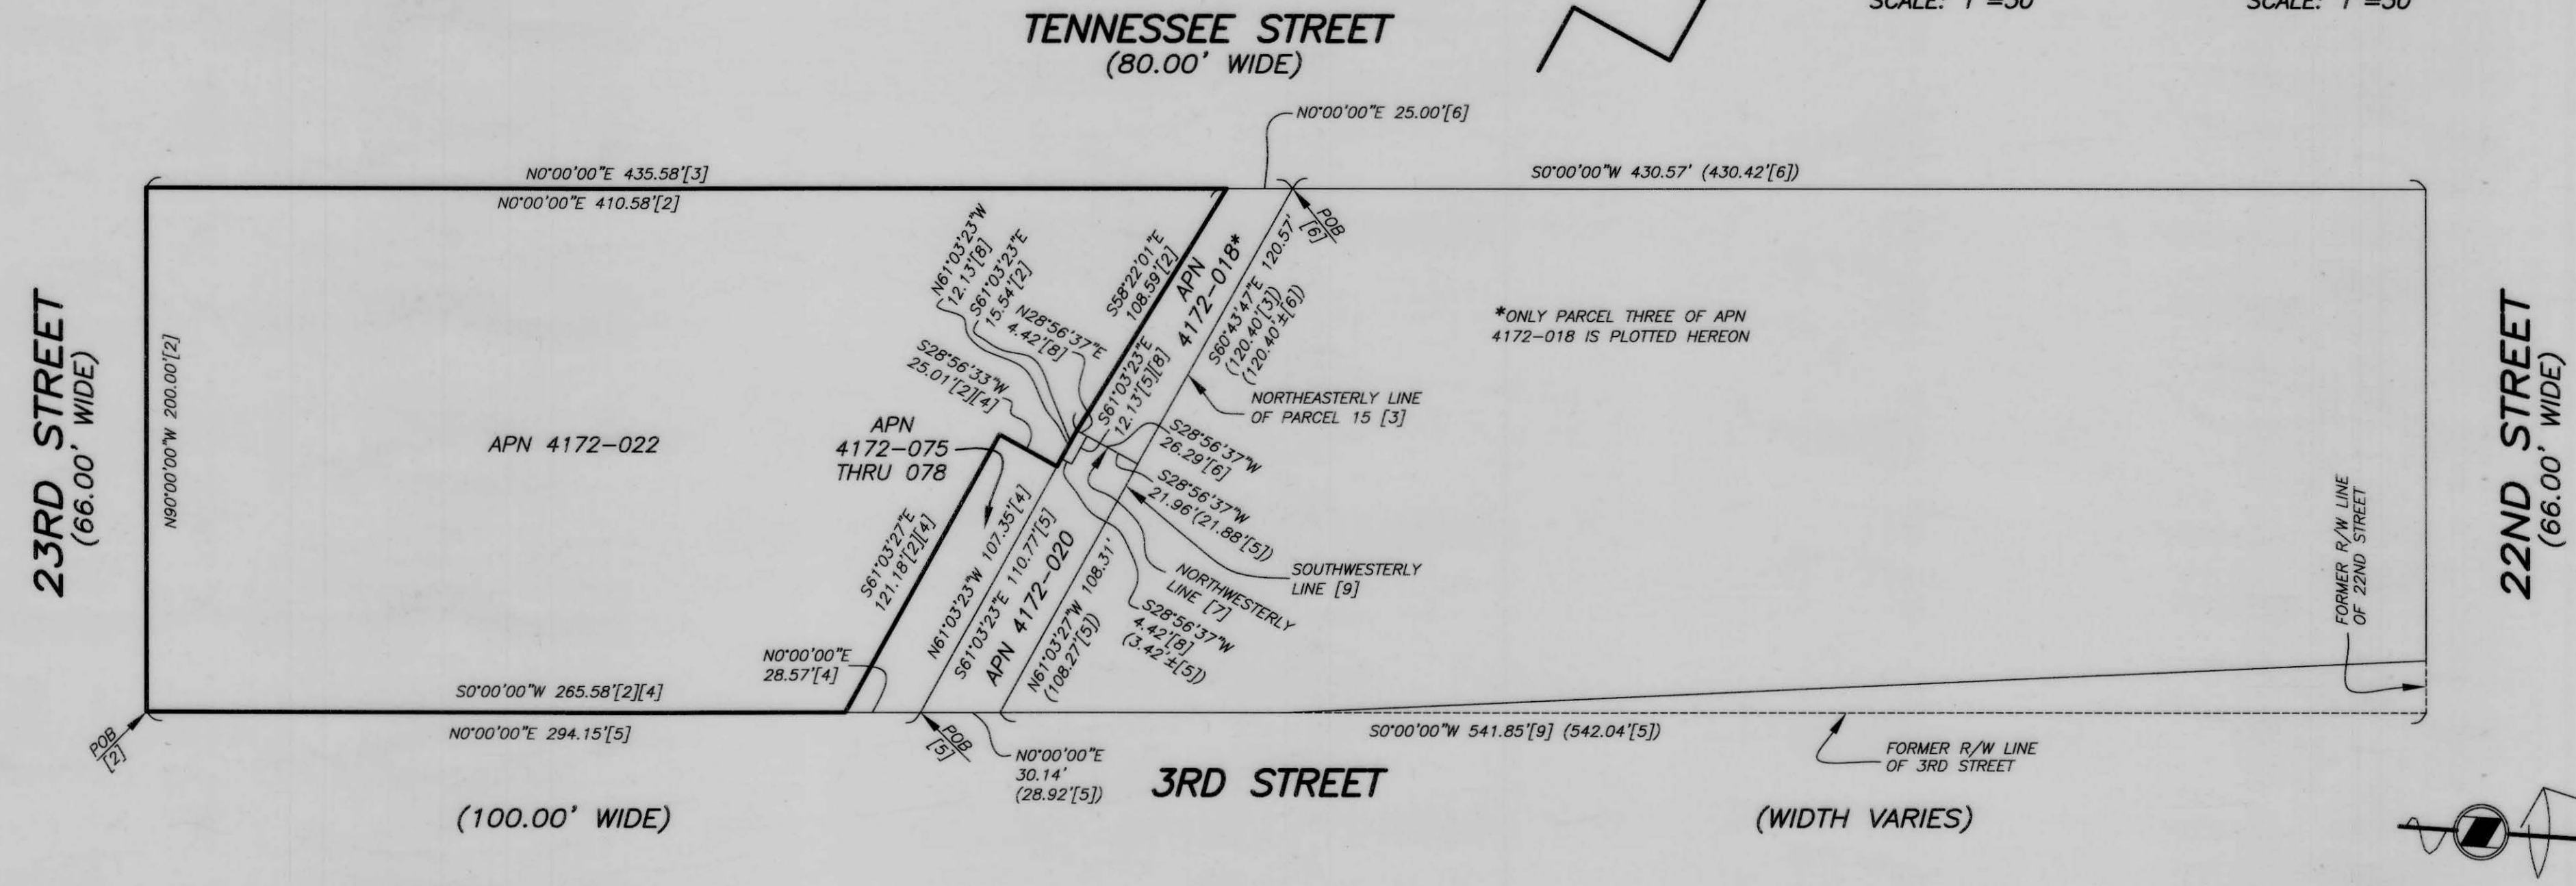 TENNESSEE STREET
(80.00' WIDE)
N0°00'00"E 25.00'[6]
N0°00'00"E 435.58'[3]
N0°00'00"E 410.58'[2]
S0°00'00"W 430.57' (430.42'[6])
23RD STREET
(66.00' WIDE)
N90°00'00"W 200.00'[2]
APN 4172-022
N61°03'23"W
12.13'[8]
S61°03'23"E
15.54'[2]
N28°56'37"E
4.42'[8]
S28°56'33"W
25.01'[2][4]
S58°22'01"E
108.59'[2]
APN
4172-018*
POB
[6]
S60°43'47"E 120.57'
(120.40'[3])
(120.40'±[6])
S61°03'23"E
12.13'[5][8]
*ONLY PARCEL THREE OF APN
4172-018 IS PLOTTED HEREON
NORTHEASTERLY LINE
OF PARCEL 15 [3]
S28°56'37"W
26.29'[6]
S28°56'37"W
21.96'(21.88'[5])
SOUTHWESTERLY
LINE [9]
NORTHWESTERLY
LINE [7]
S28°56'37"W
4.42'[8]
(3.42'±[5])
APN
4172-075
THRU 078
S61°03'27"E
121.18'[2][4]
N61°03'23"W 107.35'[4]
S61°03'23"E 110.77'[5]
APN 4172-020
N61°03'27"W 108.31'
(108.27'[5])
N0°00'00"E
28.57'[4]
S0°00'00"W 265.58'[2][4]
N0°00'00"E 294.15'[5]
POB
[2]
POB
[5]
N0°00'00"E
30.14'
(28.92'[5])
3RD STREET
(100.00' WIDE)
(WIDTH VARIES)
S0°00'00"W 541.85'[9] (542.04'[5])
FORMER R/W LINE
OF 3RD STREET
FORMER R/W LINE
OF 22ND STREET
22ND STREET
(66.00' WIDE)